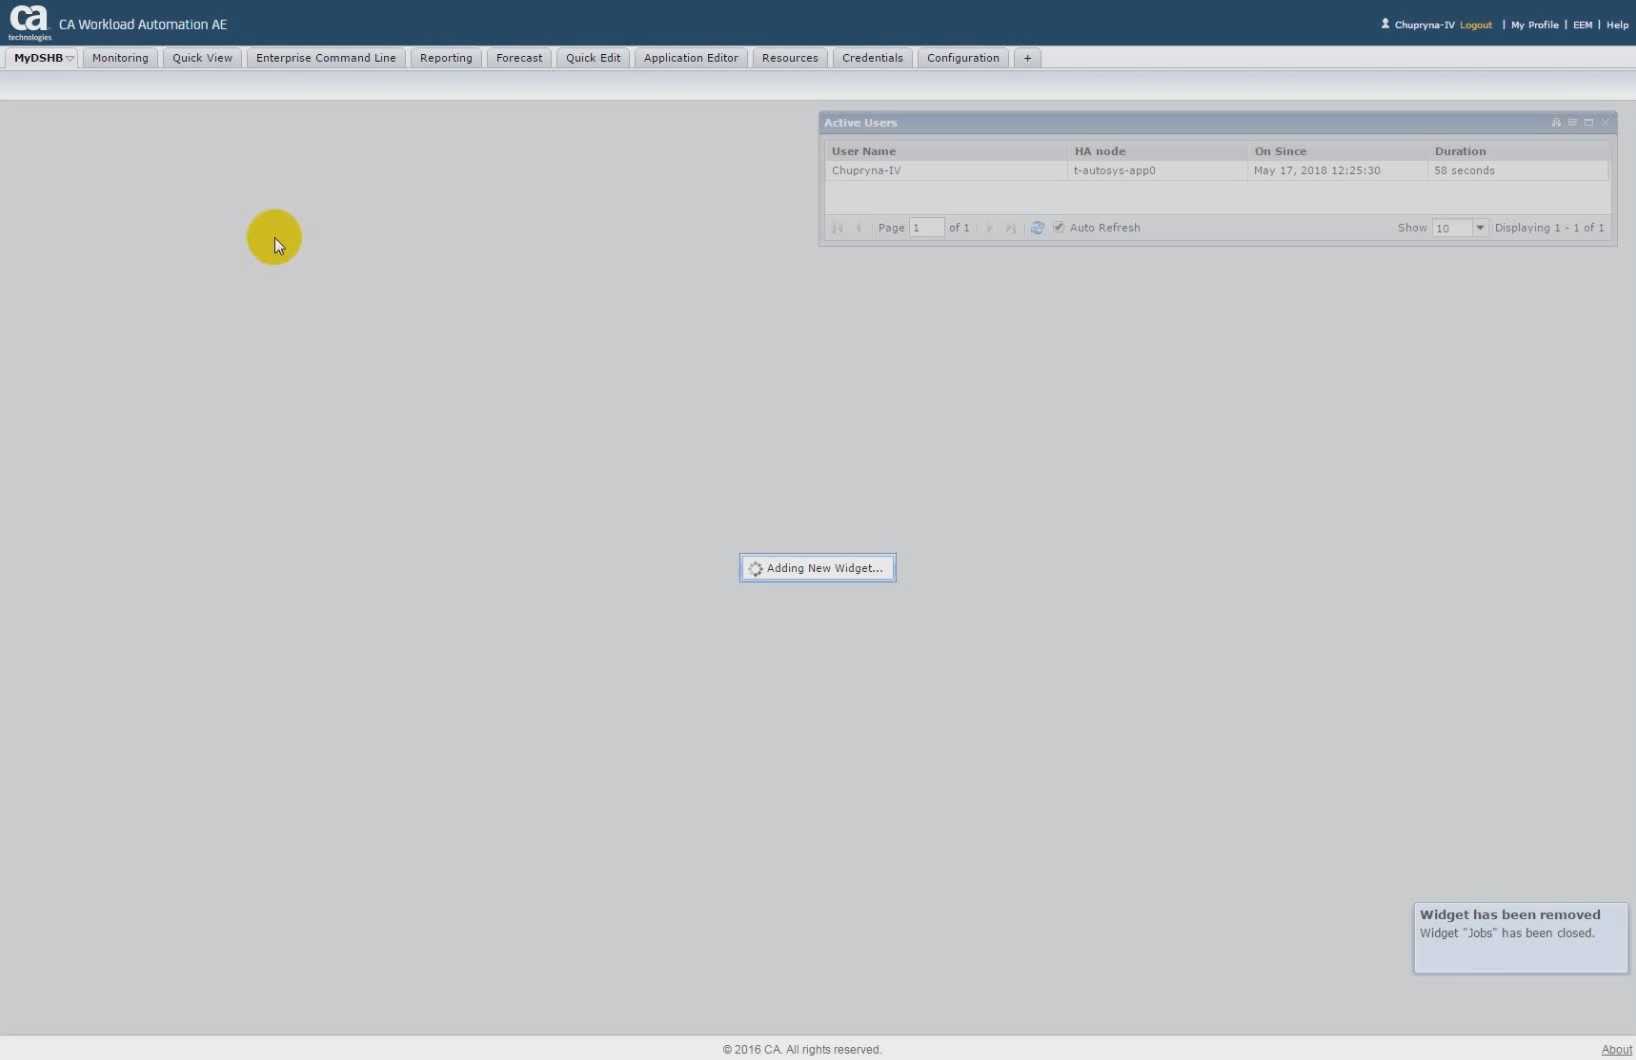 ca
technologies
CA Workload Automation AE
Chupryna-IV Logout | My Profile | EEM | Help
MyDSHB Monitoring Quick View Enterprise Command Line Reporting Forecast Quick Edit Application Editor Resources Credentials Configuration +
Active Users
User Name HA node On Since Duration
Chupryna-IV t-autosys-app0 May 17, 2018 12:25:30 58 seconds
Page 1 of 1 Auto Refresh Show 10 Displaying 1 - 1 of 1
Adding New Widget...
Widget has been removed
Widget "Jobs" has been closed.
© 2016 CA. All rights reserved.
About